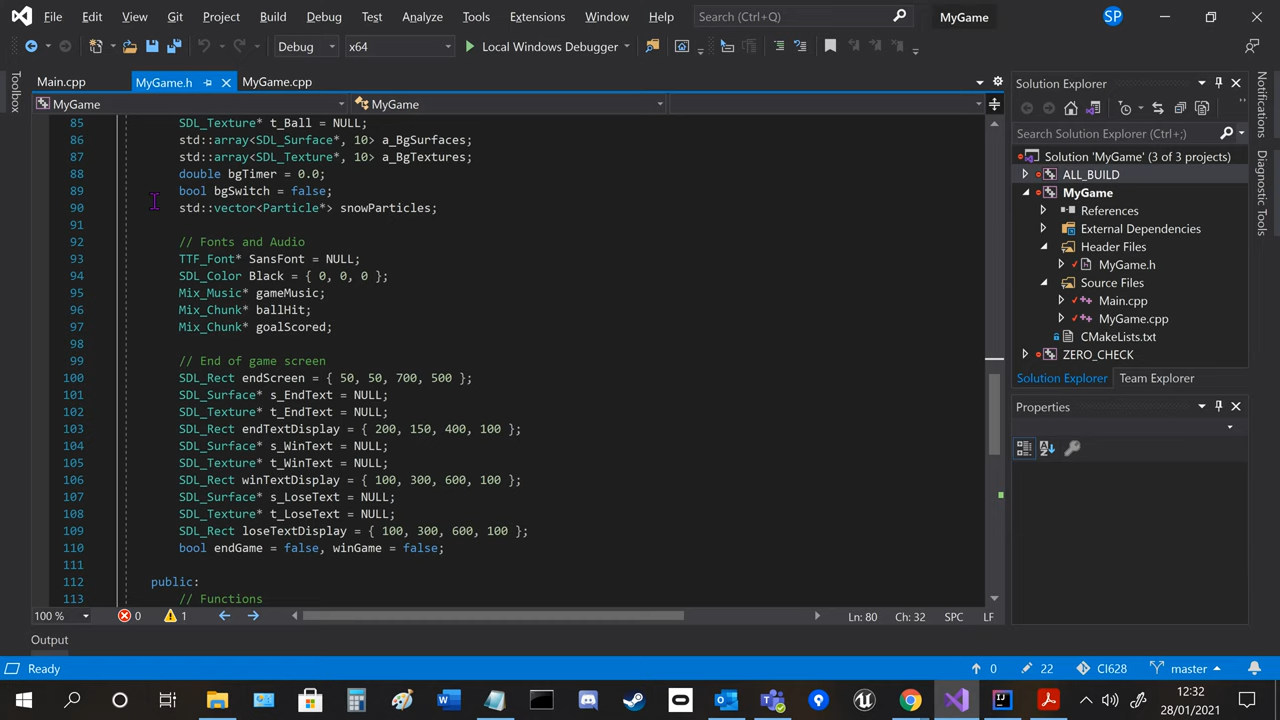 File Edit View Git Project Build Debug Test Analyze Tools Extensions Window Help Search (Ctrl+Q) MyGame SP
Debug x64 Local Windows Debugger
Toolbox
Main.cpp MyGame.h MyGame.cpp
MyGame MyGame
85 SDL_Texture* t_Ball = NULL;
86 std::array<SDL_Surface*, 10> a_BgSurfaces;
87 std::array<SDL_Texture*, 10> a_BgTextures;
88 double bgTimer = 0.0;
89 bool bgSwitch = false;
90 std::vector<Particle*> snowParticles;
91
92 // Fonts and Audio
93 TTF_Font* SansFont = NULL;
94 SDL_Color Black = { 0, 0, 0 };
95 Mix_Music* gameMusic;
96 Mix_Chunk* ballHit;
97 Mix_Chunk* goalScored;
98
99 // End of game screen
100 SDL_Rect endScreen = { 50, 50, 700, 500 };
101 SDL_Surface* s_EndText = NULL;
102 SDL_Texture* t_EndText = NULL;
103 SDL_Rect endTextDisplay = { 200, 150, 400, 100 };
104 SDL_Surface* s_WinText = NULL;
105 SDL_Texture* t_WinText = NULL;
106 SDL_Rect winTextDisplay = { 100, 300, 600, 100 };
107 SDL_Surface* s_LoseText = NULL;
108 SDL_Texture* t_LoseText = NULL;
109 SDL_Rect loseTextDisplay = { 100, 300, 600, 100 };
110 bool endGame = false, winGame = false;
111
112 public:
113 // Functions
100 % 0 1 Ln: 80 Ch: 32 SPC LF
Output
Solution Explorer
Search Solution Explorer (Ctrl+;)
Solution 'MyGame' (3 of 3 projects)
ALL_BUILD
MyGame
References
External Dependencies
Header Files
MyGame.h
Source Files
Main.cpp
MyGame.cpp
CMakeLists.txt
ZERO_CHECK
Solution Explorer Team Explorer
Properties
Notifications
Diagnostic Tools
Ready 0 22 CI628 master
12:32
28/01/2021